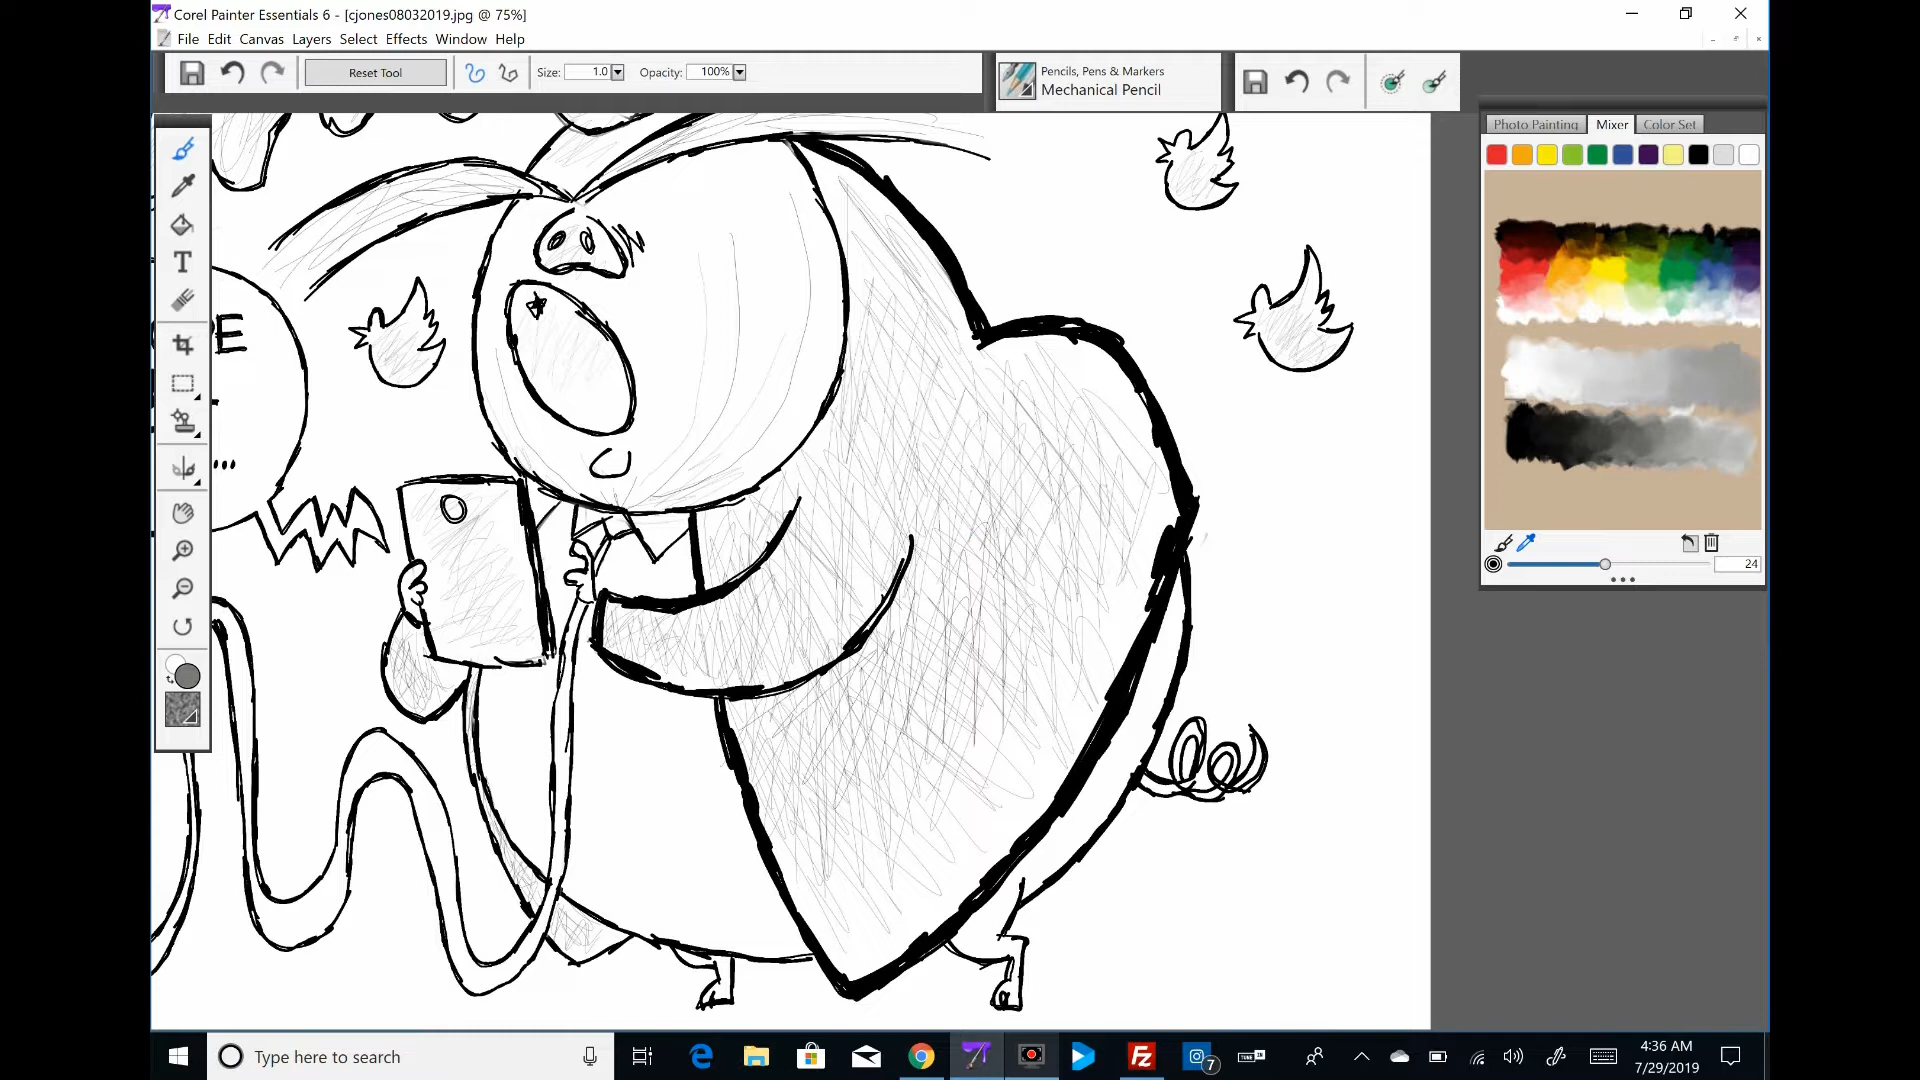 Corel Painter Essentials 6 - [cjones08032019.jpg @ 75%]
File Edit Canvas Layers Select Effects Window Help
Reset Tool Size: 1.0 Opacity: 100%
Pencils, Pens & Markers
Mechanical Pencil
Photo Painting Mixer Color Set
T
E
...
24
Type here to search
7
4:36 AM
7/29/2019